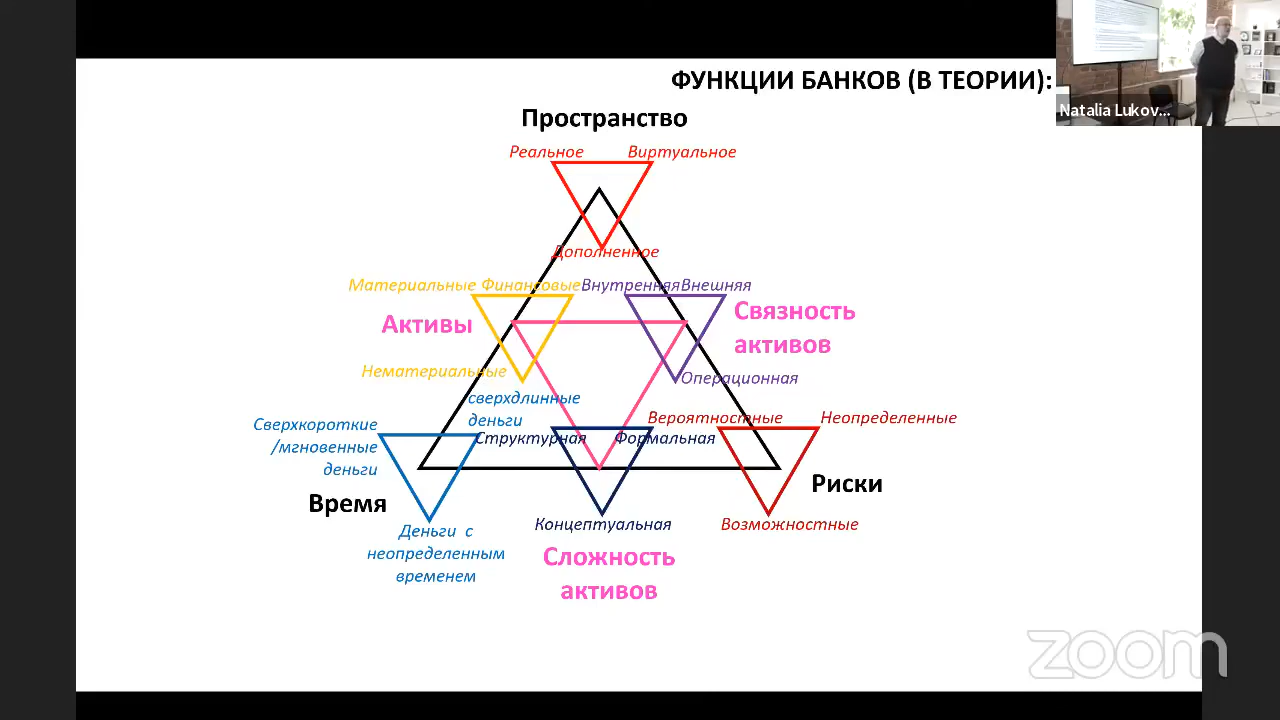 ФУНКЦИИ БАНКОВ (В ТЕОРИИ):
Natalia Lukov...
Пространство
Реальное
Виртуальное
Дополненное
Материальные
Финансовые
Внутренняя
Внешняя
Активы
Связность
активов
Нематериальные
Операционная
сверхдлинные
деньги
Сверхкороткие
/мгновенные
деньги
Структурная
Формальная
Вероятностные
Неопределенные
Время
Риски
Деньги с
неопределенным
временем
Концептуальная
Возможностные
Сложность
активов
zoom